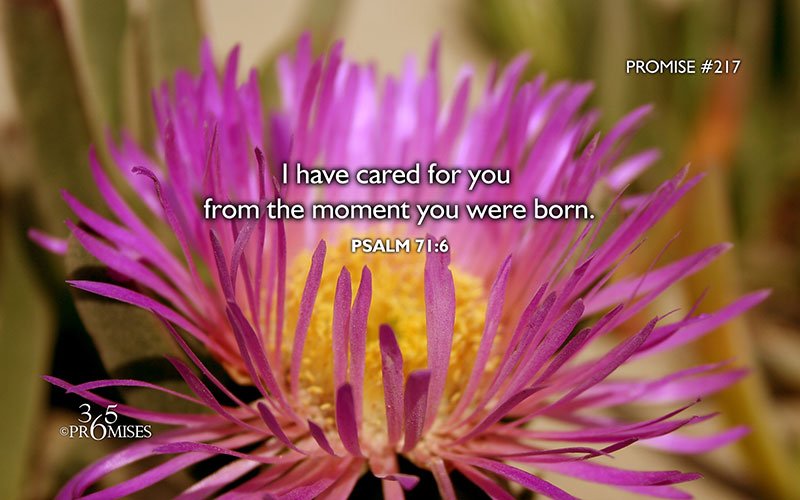 PROMISE #217
I have cared for you
from the moment you were born.
PSALM 71:6
365
©PROMISES